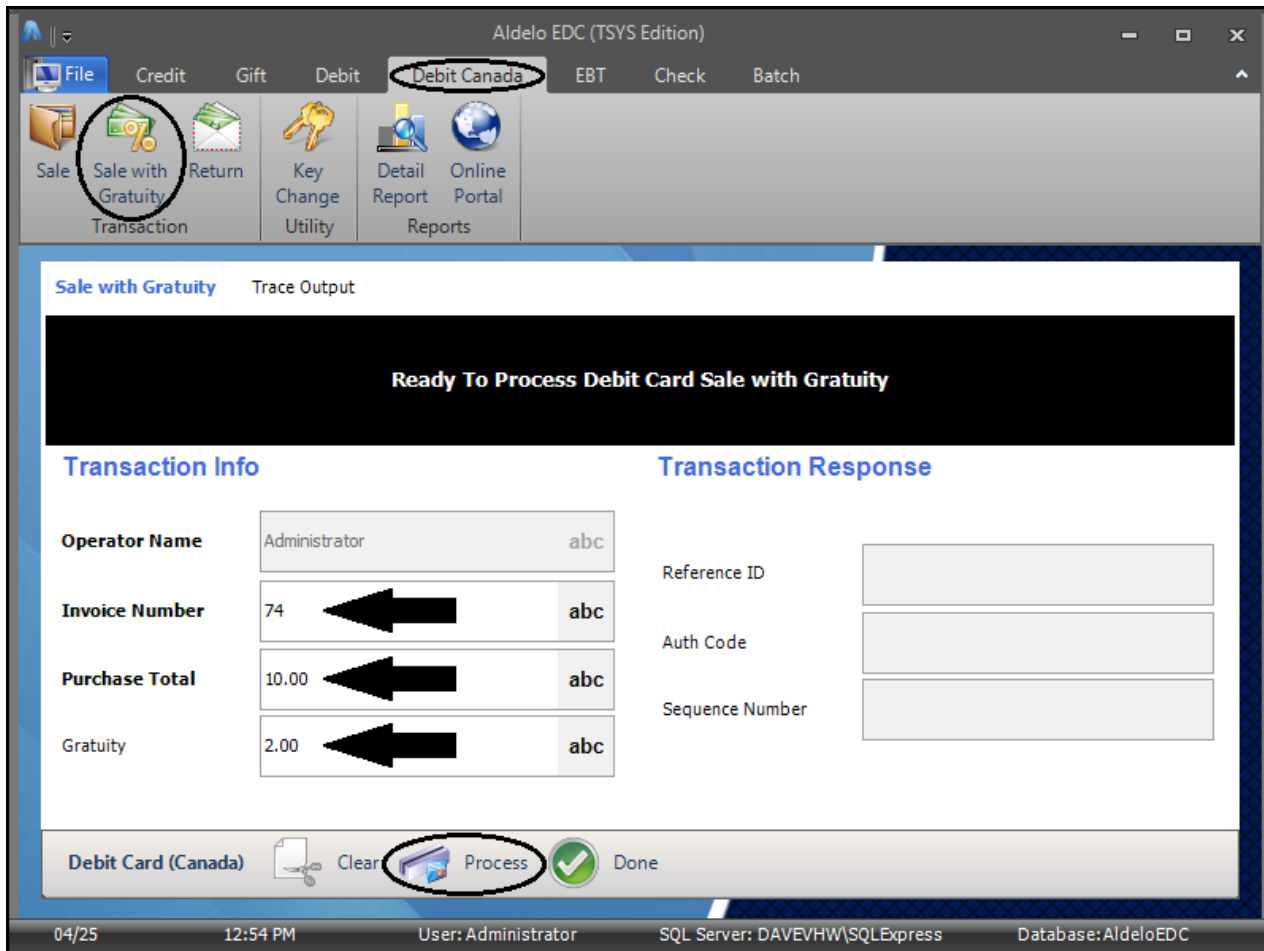 Aldelo EDC (TSYS Edition)
File Credit Gift Debit Debit Canada EBT Check Batch
Sale Sale with Gratuity Return Key Change Detail Report Online Portal
Transaction Utility Reports
Sale with Gratuity Trace Output
Ready To Process Debit Card Sale with Gratuity
Transaction Info Transaction Response
Operator Name Administrator abc
Reference ID
Invoice Number 74 abc
Auth Code
Purchase Total 10.00 abc
Sequence Number
Gratuity 2.00 abc
Debit Card (Canada) Clear Process Done
04/25 12:54 PM User: Administrator SQL Server: DAVEVHW\SQLExpress Database: AldeloEDC